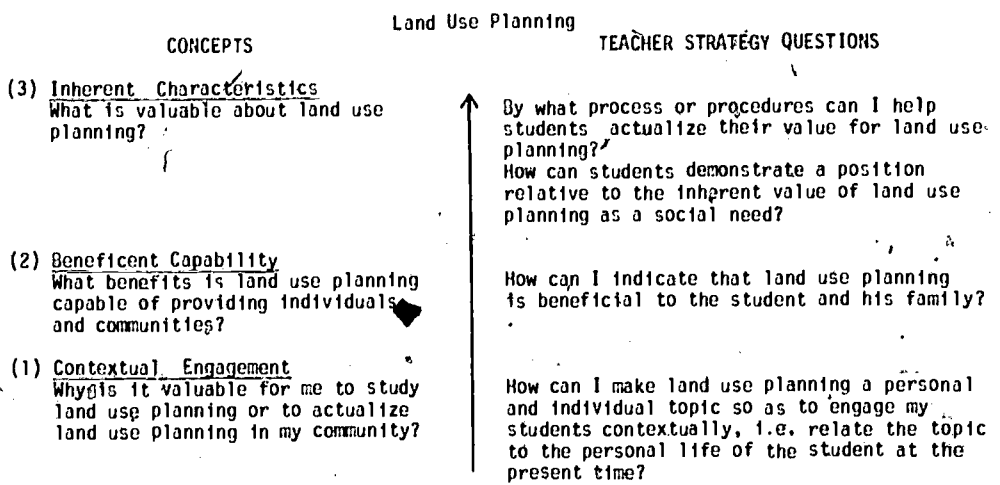 Land Use Planning
CONCEPTS
TEACHER STRATEGY QUESTIONS
(3) Inherent Characteristics
What is valuable about land use
planning?
By what process or procedures can I help
students actualize their value for land use
planning?
How can students demonstrate a position
relative to the inherent value of land use
planning as a social need?
(2) Beneficent Capability
What benefits is land use planning
capable of providing individuals
and communities?
How can I indicate that land use planning
is beneficial to the student and his family?
(1) Contextual Engagement
Why is it valuable for me to study
land use planning or to actualize
land use planning in my community?
How can I make land use planning a personal
and individual topic so as to engage my
students contextually, i.e. relate the topic
to the personal life of the student at the
present time?